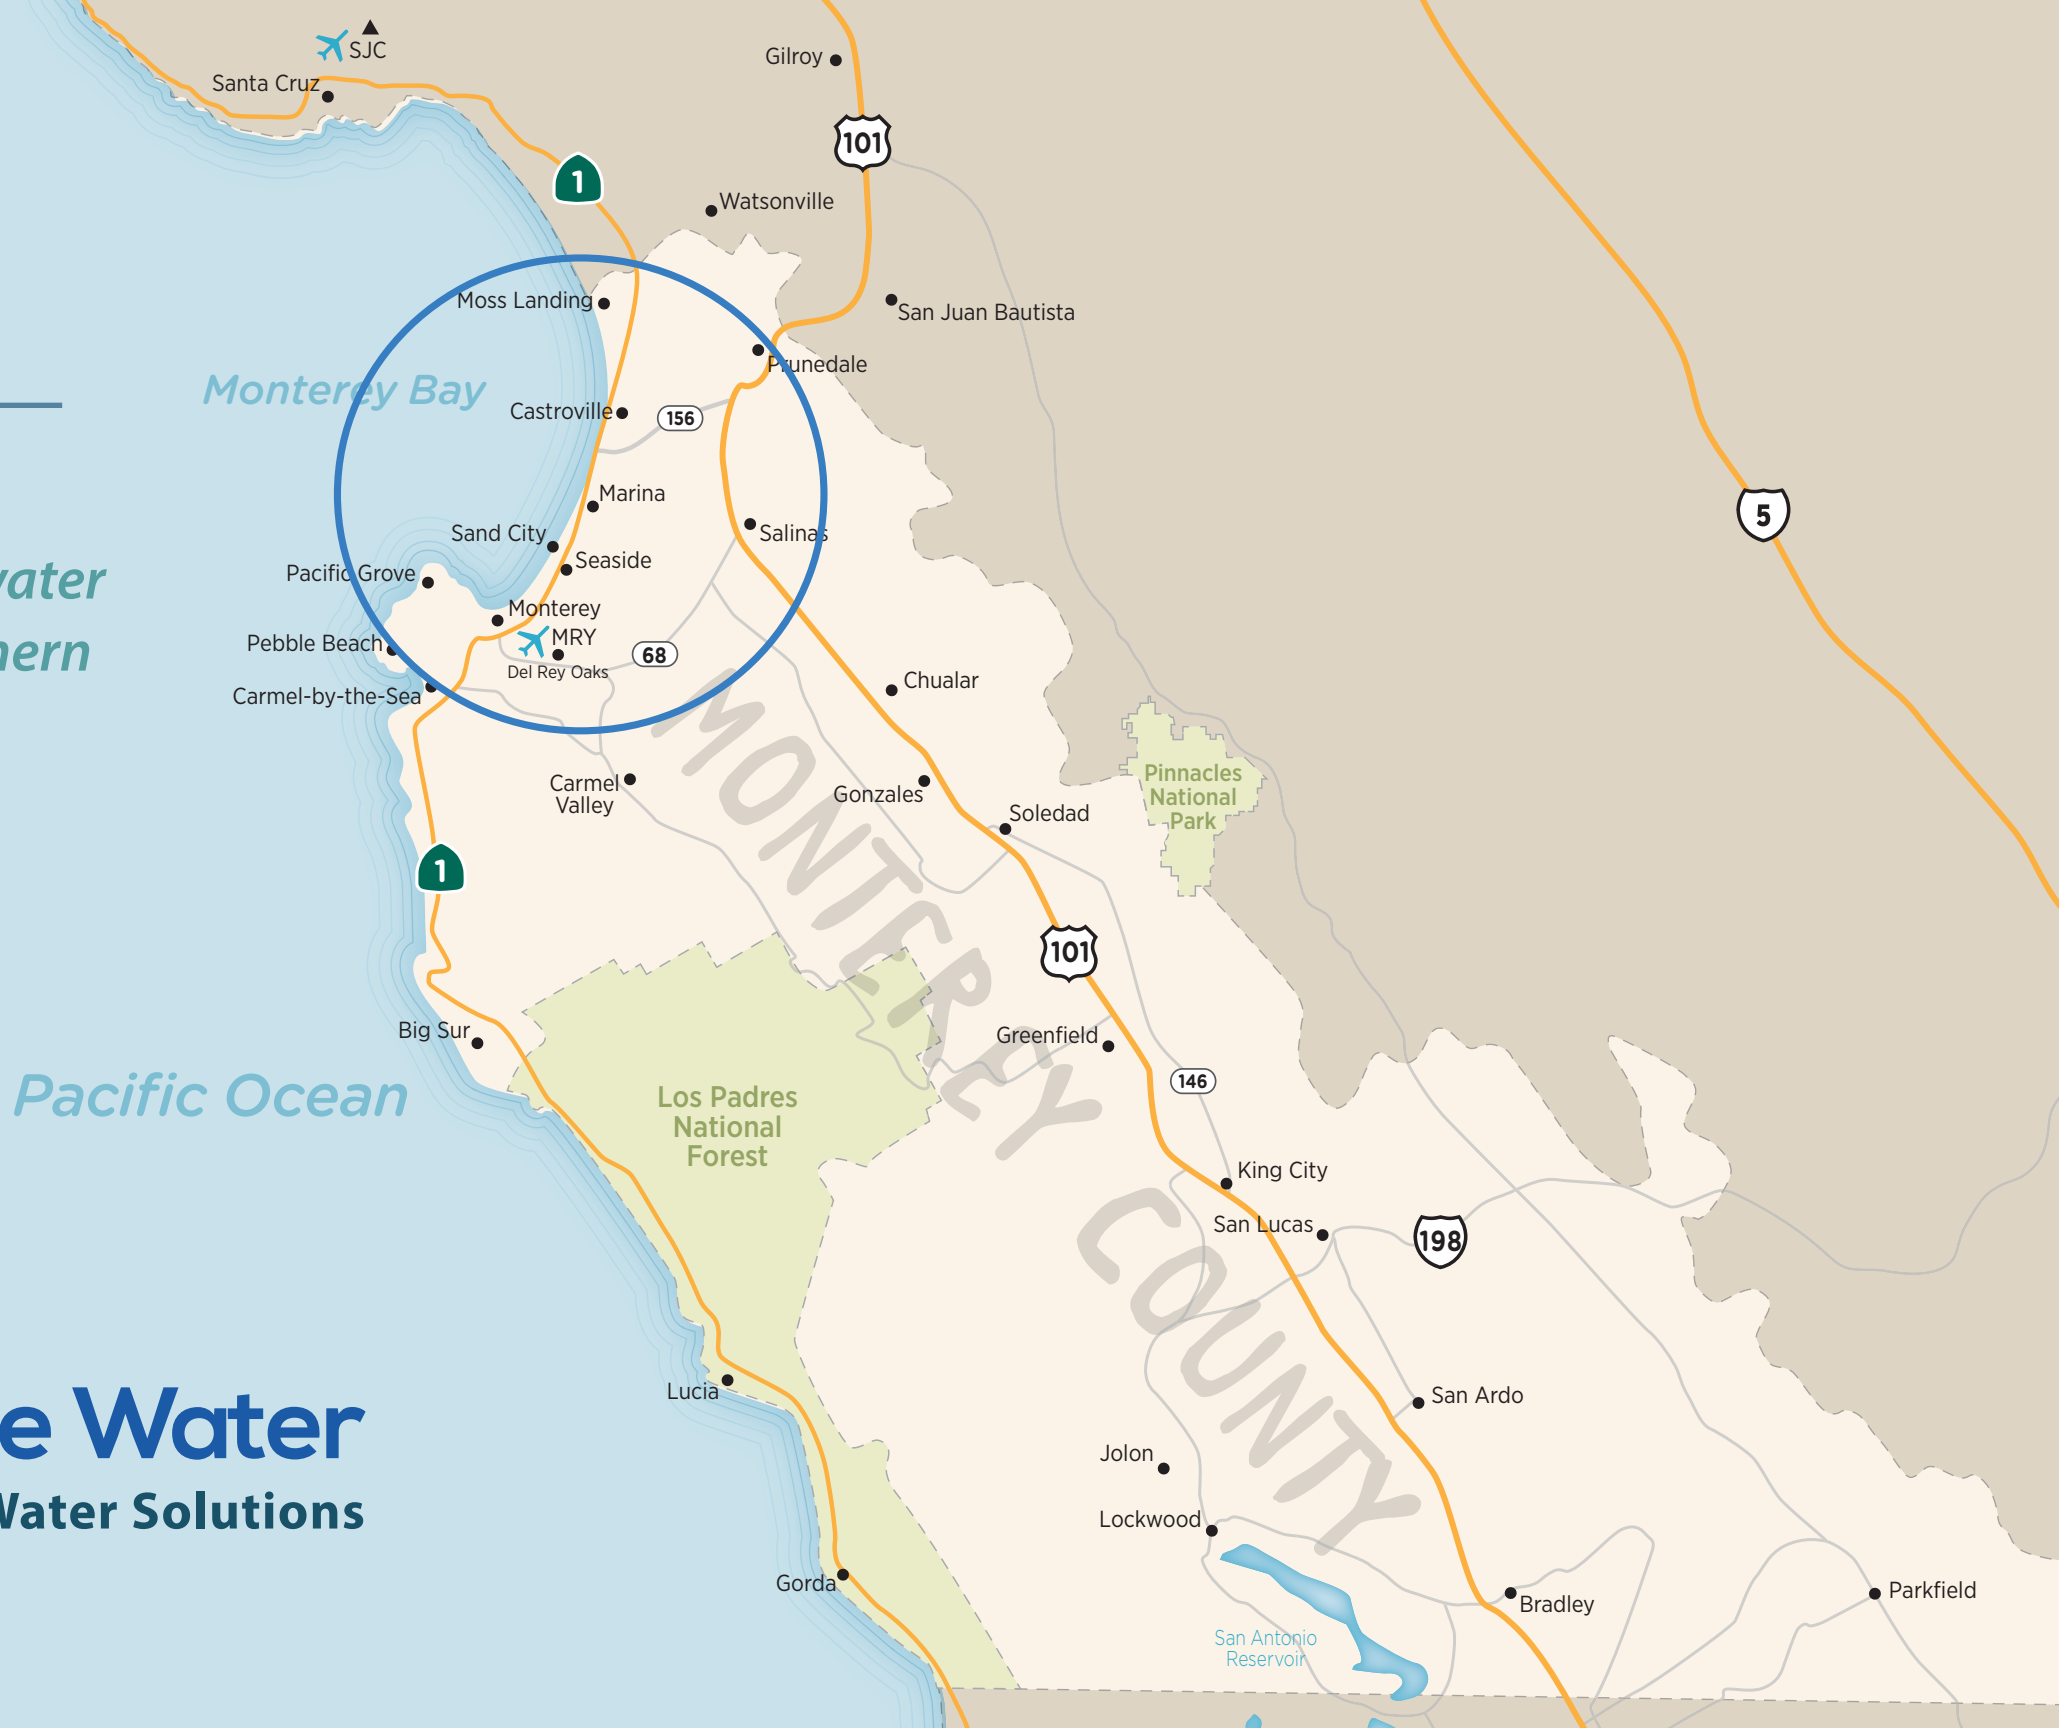 SJC
Santa Cruz
Gilroy
101
1
Watsonville
San Juan Bautista
Moss Landing
Prunedale
Monterey Bay
Castroville
156
Marina
5
Sand City
Salinas
Seaside
Pacific Grove
water
Monterey
MRY
Pebble Beach
68
hern
Del Rey Oaks
Carmel-by-the-Sea
Chualar
Carmel
Valley
Gonzales
Pinnacles
National
Park
Soledad
1
MONTEREY COUNTY
101
Big Sur
Greenfield
Pacific Ocean
Los Padres
National
Forest
146
King City
San Lucas
198
Lucia
San Ardo
e Water
Jolon
Water Solutions
Lockwood
Gorda
Bradley
Parkfield
San Antonio
Reservoir